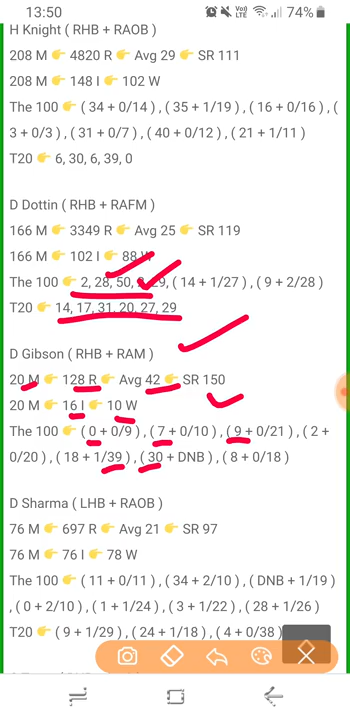 13:50 Vo)) LTE 74%
H Knight ( RHB + RAOB )
208 M 👉 4820 R 👉 Avg 29 👉 SR 111
208 M 👉 148 I 👉 102 W
The 100 👉 ( 34 + 0/14 ) , ( 35 + 1/19 ) , ( 16 + 0/16 ) , (
3 + 0/3 ) , ( 31 + 0/7 ) , ( 40 + 0/12 ) , ( 21 + 1/11 )
T20 👉 6, 30, 6, 39, 0
D Dottin ( RHB + RAFM )
166 M 👉 3349 R 👉 Avg 25 👉 SR 119
166 M 👉 102 I 👉 88 W
The 100 👉 2, 28, 50, 29, ( 14 + 1/27 ) , ( 9 + 2/28 )
T20 👉 14, 17, 31, 20, 27, 29
D Gibson ( RHB + RAM )
20 M 👉 128 R 👉 Avg 42 👉 SR 150
20 M 👉 16 I 👉 10 W
The 100 👉 ( 0 + 0/9 ) , ( 7 + 0/10 ) , ( 9 + 0/21 ) , ( 2 +
0/20 ) , ( 18 + 1/39 ) , ( 30 + DNB ) , ( 8 + 0/18 )
D Sharma ( LHB + RAOB )
76 M 👉 697 R 👉 Avg 21 👉 SR 97
76 M 👉 76 I 👉 78 W
The 100 👉 ( 11 + 0/11 ) , ( 34 + 2/10 ) , ( DNB + 1/19 )
, ( 0 + 2/10 ) , ( 1 + 1/24 ) , ( 3 + 1/22 ) , ( 28 + 1/26 )
T20 👉 ( 9 + 1/29 ) , ( 24 + 1/18 ) , ( 4 + 0/38 )